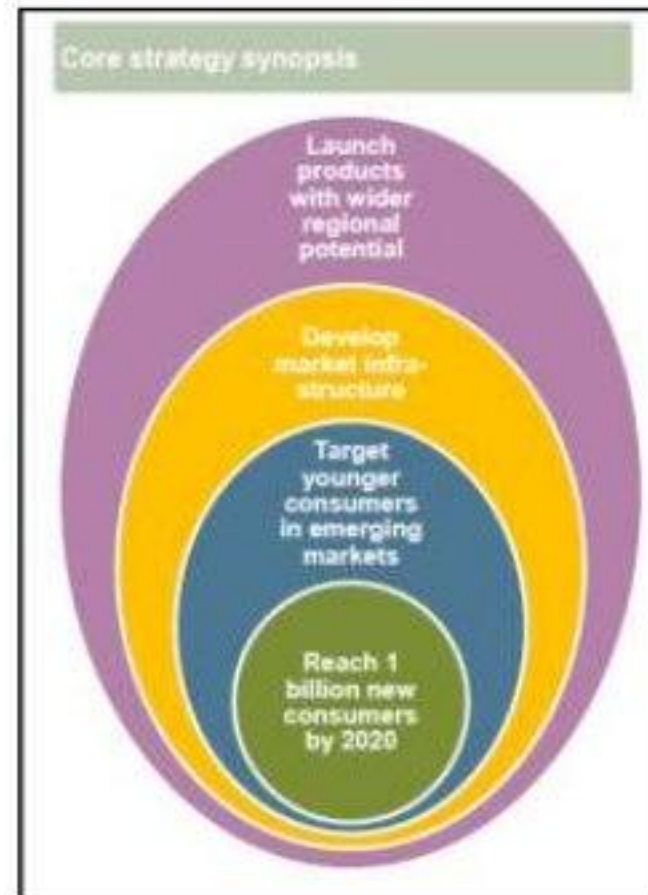 Core strategy synopsis
Launch
products
with wider
regional
potential
Develop
market infra-
structure
Target
younger
consumers
in emerging
markets
Reach 1
billion new
consumers
by 2020